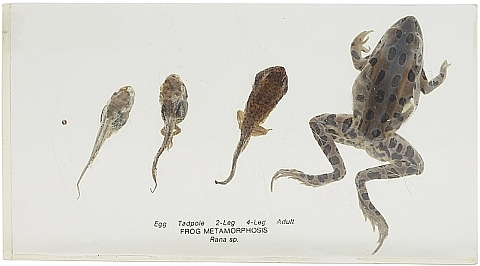 Egg Tadpole 2-Leg 4-Leg Adult
FROG METAMORPHOSIS
Rana sp.